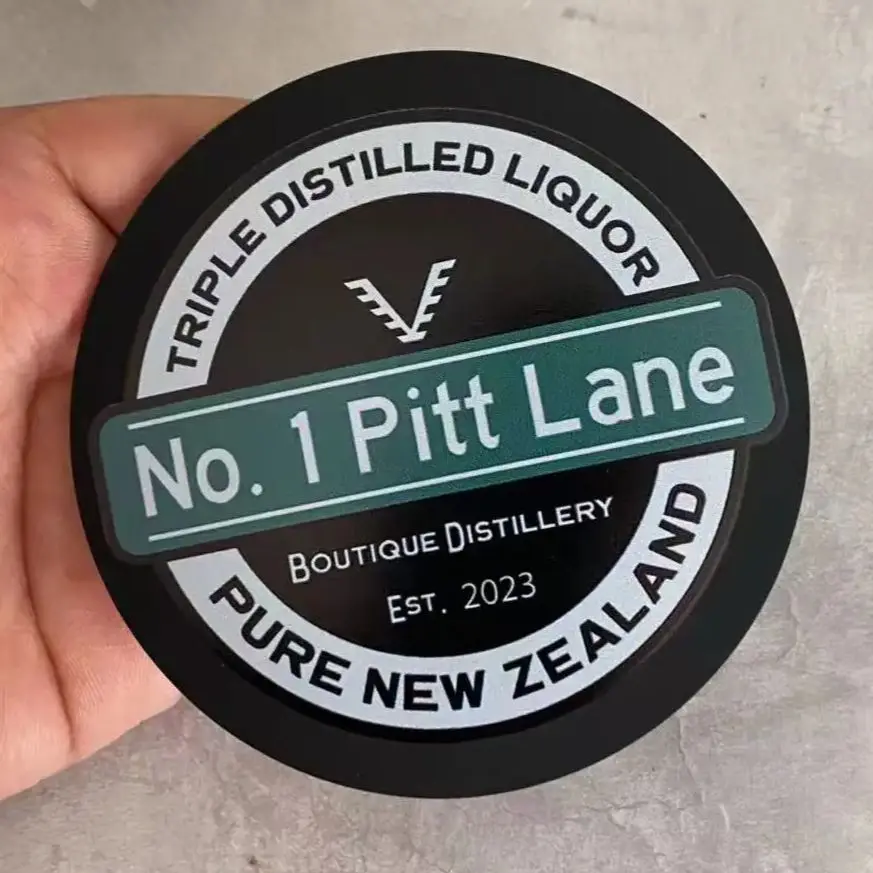 TRIPLE DISTILLED LIQUOR
No. 1 Pitt Lane
BOUTIQUE DISTILLERY
EST. 2023
PURE NEW ZEALAND